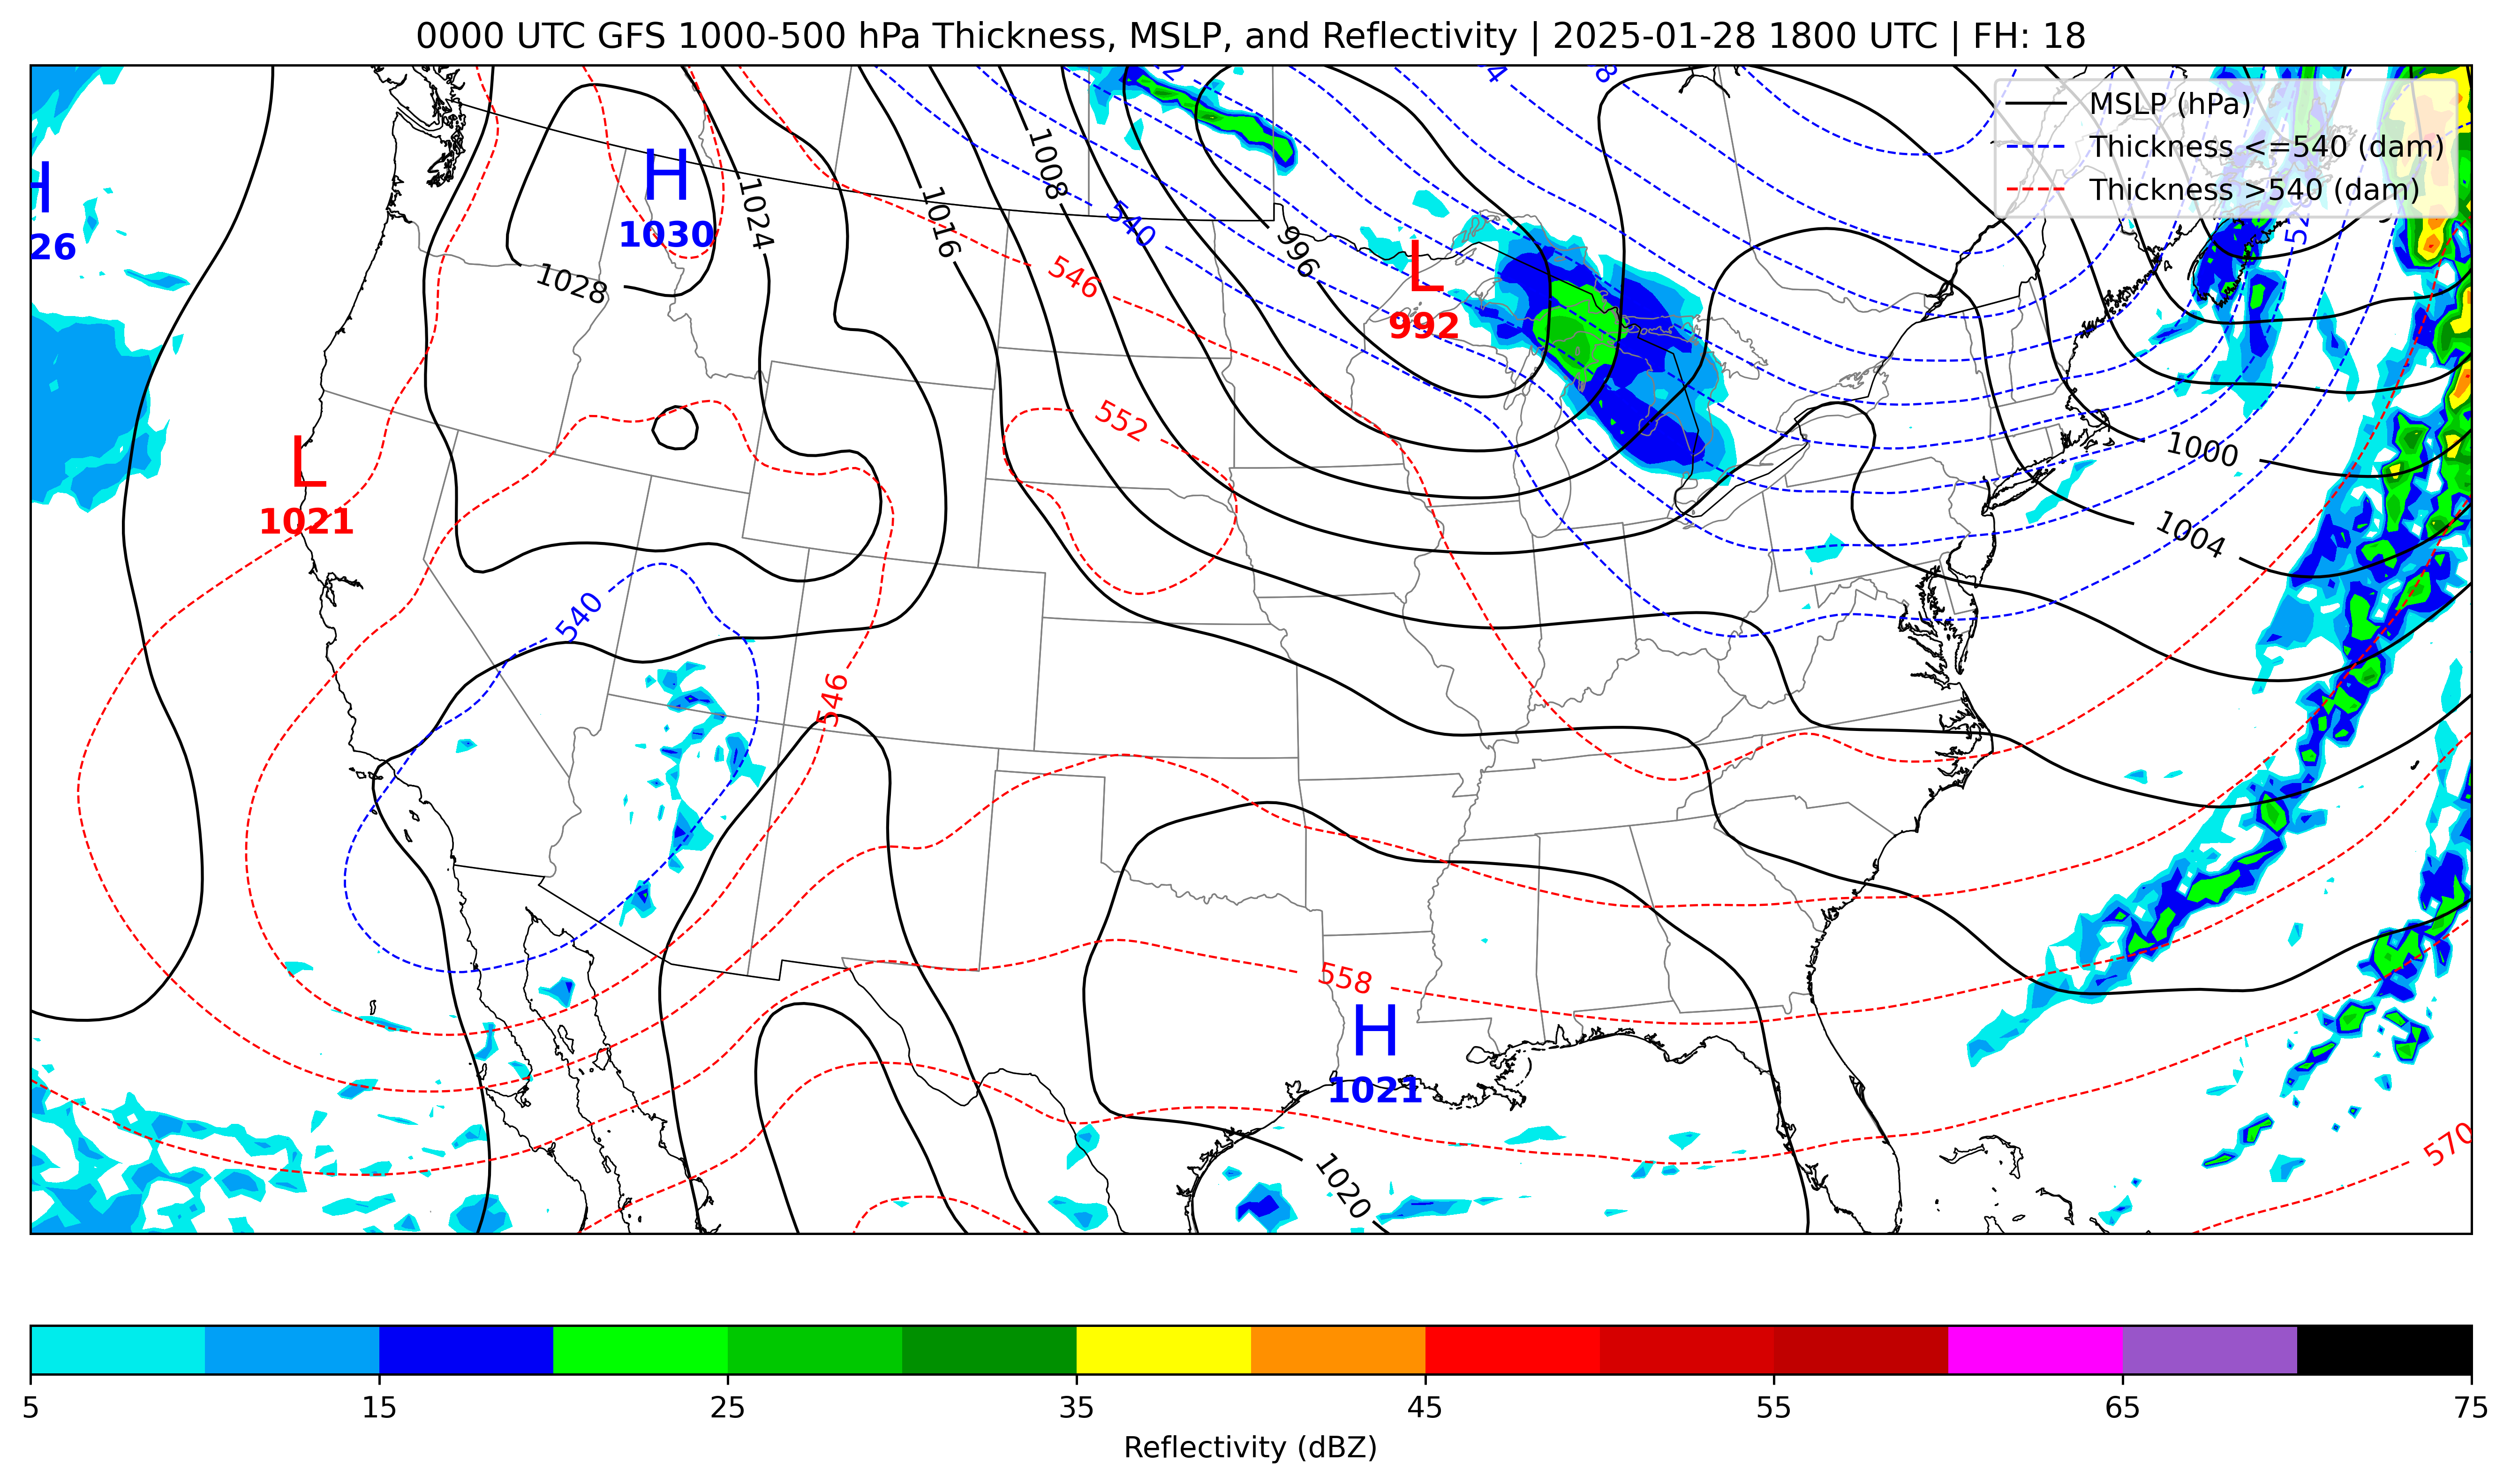 0000 UTC GFS 1000-500 hPa Thickness, MSLP, and Reflectivity | 2025-01-28 1800 UTC | FH: 18
MSLP (hPa)
Thickness <=540 (dam)
Thickness >540 (dam)
H
26
H
1030
1028
1024
1016
1008
540
546
996
L
992
528
552
1000
1004
L
1021
540
546
558
H
1021
1020
570
5
15
25
35
45
55
65
75
Reflectivity (dBZ)